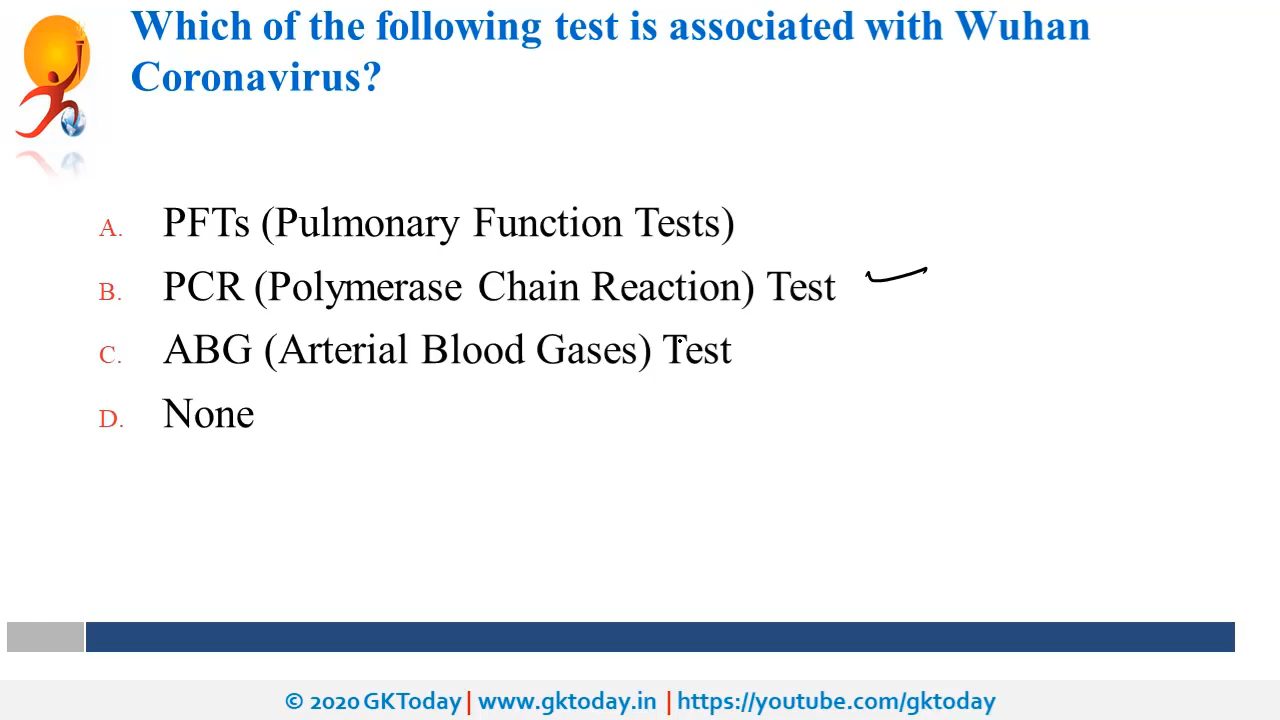 Which of the following test is associated with Wuhan
Coronavirus?
A. PFTs (Pulmonary Function Tests)
B. PCR (Polymerase Chain Reaction) Test
C. ABG (Arterial Blood Gases) Test
D. None
© 2020 GKToday | www.gktoday.in | https://youtube.com/gktoday